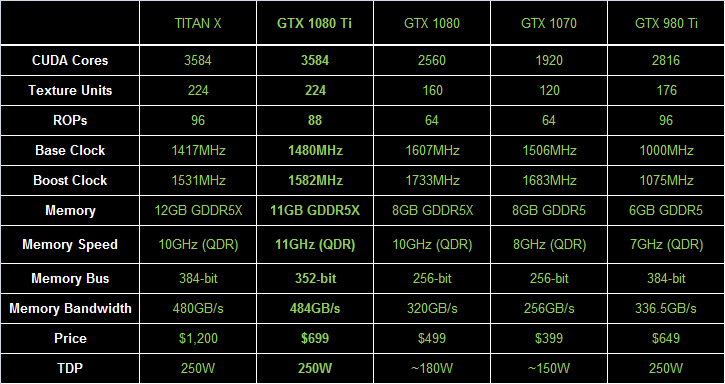 TITAN X GTX 1080 Ti GTX 1080 GTX 1070 GTX 980 Ti
CUDA Cores 3584 3584 2560 1920 2816
Texture Units 224 224 160 120 176
ROPs 96 88 64 64 96
Base Clock 1417MHz 1480MHz 1607MHz 1506MHz 1000MHz
Boost Clock 1531MHz 1582MHz 1733MHz 1683MHz 1075MHz
Memory 12GB GDDR5X 11GB GDDR5X 8GB GDDR5X 8GB GDDR5 6GB GDDR5
Memory Speed 10GHz (QDR) 11GHz (QDR) 10GHz (QDR) 8GHz (QDR) 7GHz (QDR)
Memory Bus 384-bit 352-bit 256-bit 256-bit 384-bit
Memory Bandwidth 480GB/s 484GB/s 320GB/s 256GB/s 336.5GB/s
Price $1,200 $699 $499 $399 $649
TDP 250W 250W ~180W ~150W 250W